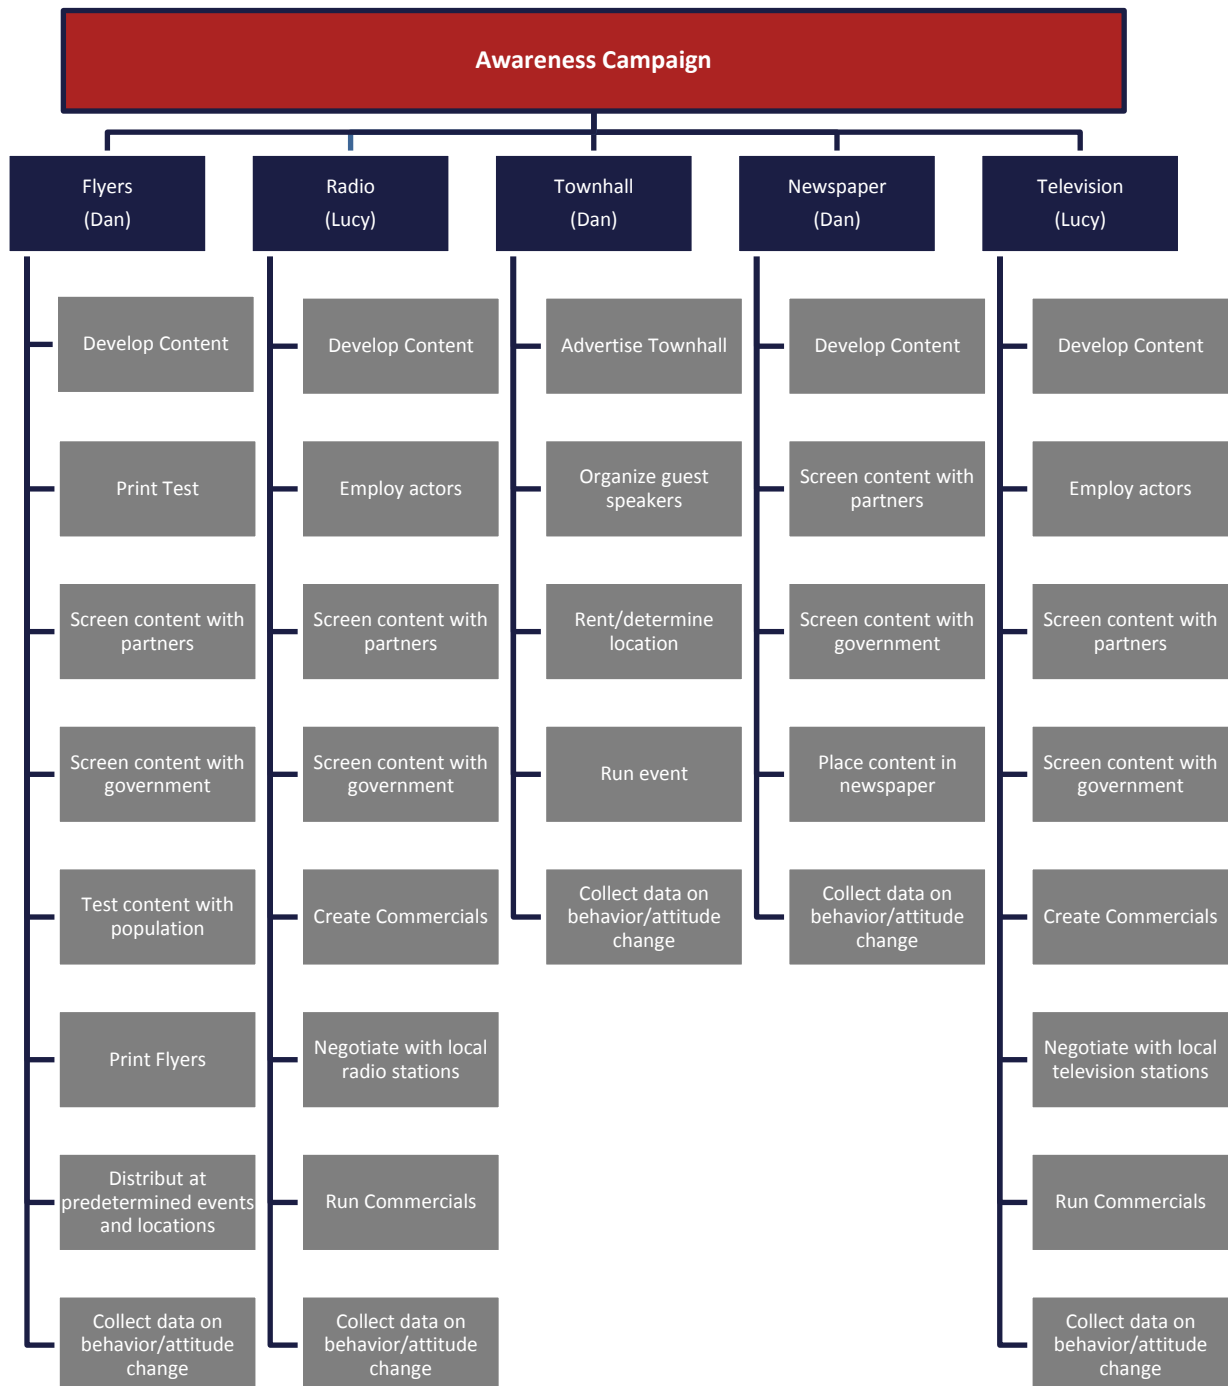 Awareness Campaign
Flyers
(Dan)
Develop Content
Print Test
Screen content with
partners
Screen content with
government
Test content with
population
Print Flyers
Distribut at
predetermined events
and locations
Collect data on
behavior/attitude
change
Radio
(Lucy)
Develop Content
Employ actors
Screen content with
partners
Screen content with
government
Create Commercials
Negotiate with local
radio stations
Run Commercials
Collect data on
behavior/attitude
change
Townhall
(Dan)
Advertise Townhall
Organize guest
speakers
Rent/determine
location
Run event
Collect data on
behavior/attitude
change
Newspaper
(Dan)
Develop Content
Screen content with
partners
Screen content with
government
Place content in
newspaper
Collect data on
behavior/attitude
change
Television
(Lucy)
Develop Content
Employ actors
Screen content with
partners
Screen content with
government
Create Commercials
Negotiate with local
television stations
Run Commercials
Collect data on
behavior/attitude
change